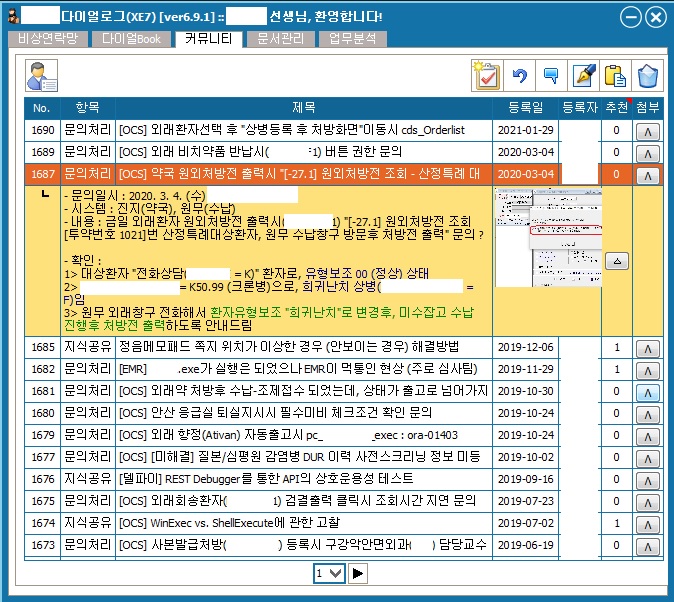 다이얼로그(XE7) [ver6.9.1] :: 선생님, 환영합니다!
비상연락망 다이얼Book 커뮤니티 문서관리 업무분석
No. 항목 제목 등록일 등록자 추천 첨부
1690 문의처리 [OCS] 외래환자선택 후 "상병등록 후 처방화면"이동시 cds_Orderlist 2021-01-29 0 Λ
1689 문의처리 [OCS] 외래 비치약품 반납시( :1) 버튼 권한 문의 2020-03-04 0 Λ
1687 문의처리 [OCS] 약국 원외처방전 출력시 "[-27.1] 원외처방전 조회 - 산정특례 대 2020-03-04 0 Λ
- 문의일시 : 2020. 3. 4. (수)
- 시스템 : 진지(약국), 원무(수납)
- 내용 : 금일 외래환자 원외처방전 출력시( 1) "[-27.1] 원외처방전 조회
[투약번호 1021]번 산정특례대상환자, 원무 수납창구 방문후 처방전 출력" 문의 ?
- 확인 :
1> 대상환자 "전화상담( = K)" 환자로, 유형보조 00 (정상) 상태
2> = K50.99 (크론병)으로, 희귀난치 상병( =
F)임
3> 원무 외래창구 전화해서 환자유형보조 "희귀난치"로 변경후, 미수잡고 수납
진행후 처방전 출력하도록 안내드림
1685 지식공유 정음메모패드 쪽지 위치가 이상한 경우 (안보이는 경우) 해결방법 2019-12-06 1 Λ
1682 문의처리 [EMR] .exe가 실행은 되었으나 EMR이 먹통인 현상 (주로 심사팀) 2019-11-29 1 Λ
1681 문의처리 [OCS] 외래약 처방후 수납-조제접수 되었는데, 상태가 출고로 넘어가지 2019-10-30 0 Λ
1680 문의처리 [OCS] 안산 응급실 퇴실지시시 필수미비 체크조건 확인 문의 2019-10-24 0 Λ
1679 문의처리 [OCS] 외래 향정(Ativan) 자동출고시 pc_ _exec : ora-01403 2019-10-24 0 Λ
1677 문의처리 [OCS] [미해결] 질본/심평원 감염병 DUR 이력 사전스크리닝 정보 미등 2019-10-02 0 Λ
1676 지식공유 [델파이] REST Debugger를 통한 API의 상호운용성 테스트 2019-09-16 0 Λ
1675 문의처리 [OCS] 외래회송환자( 1) 검결출력 클릭시 조회시간 지연 문의 2019-07-23 0 Λ
1674 지식공유 [OCS] WinExec vs. ShellExecute에 관한 고찰 2019-07-02 1 Λ
1673 문의처리 [OCS] 사본발급처방( ) 등록시 구강악안면외과( ) 담당교수 2019-06-19 0 Λ
1